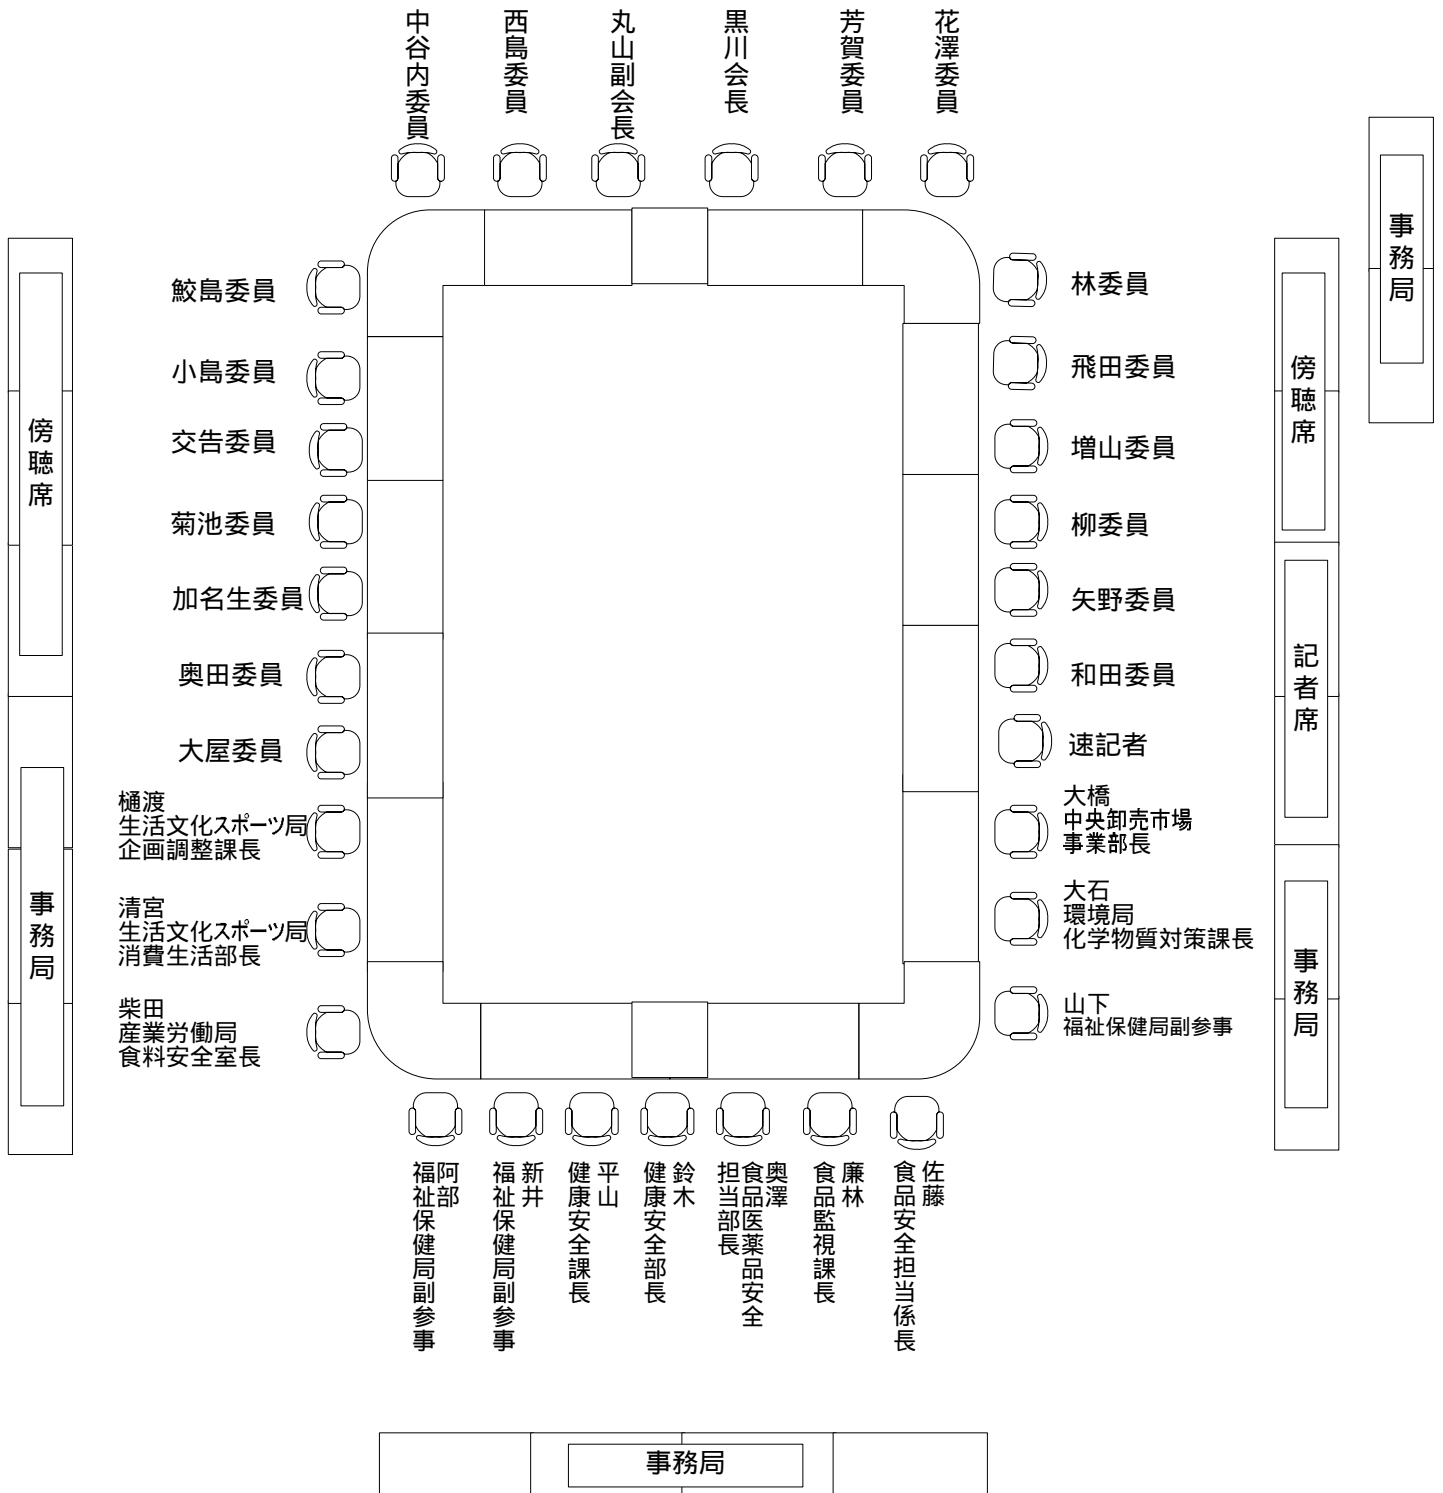 中谷内委員
西島委員
丸山副会長
黒川会長
芳賀委員
花澤委員
事務局
傍聴席
鮫島委員
小島委員
交告委員
菊池委員
加名生委員
奥田委員
大屋委員
樋渡
生活文化スポーツ局
企画調整課長
清宮
生活文化スポーツ局
消費生活部長
柴田
産業労働局
食料安全室長
事務局
林委員
飛田委員
増山委員
柳委員
矢野委員
和田委員
速記者
大橋
中央卸売市場
事業部長
大石
環境局
化学物質対策課長
山下
福祉保健局副参事
傍聴席
記者席
事務局
阿部
福祉保健局副参事
新井
福祉保健局副参事
平山
健康安全課長
鈴木
健康安全部長
奥澤
食品医薬品安全
担当部長
廉林
食品監視課長
佐藤
食品安全担当係長
事務局